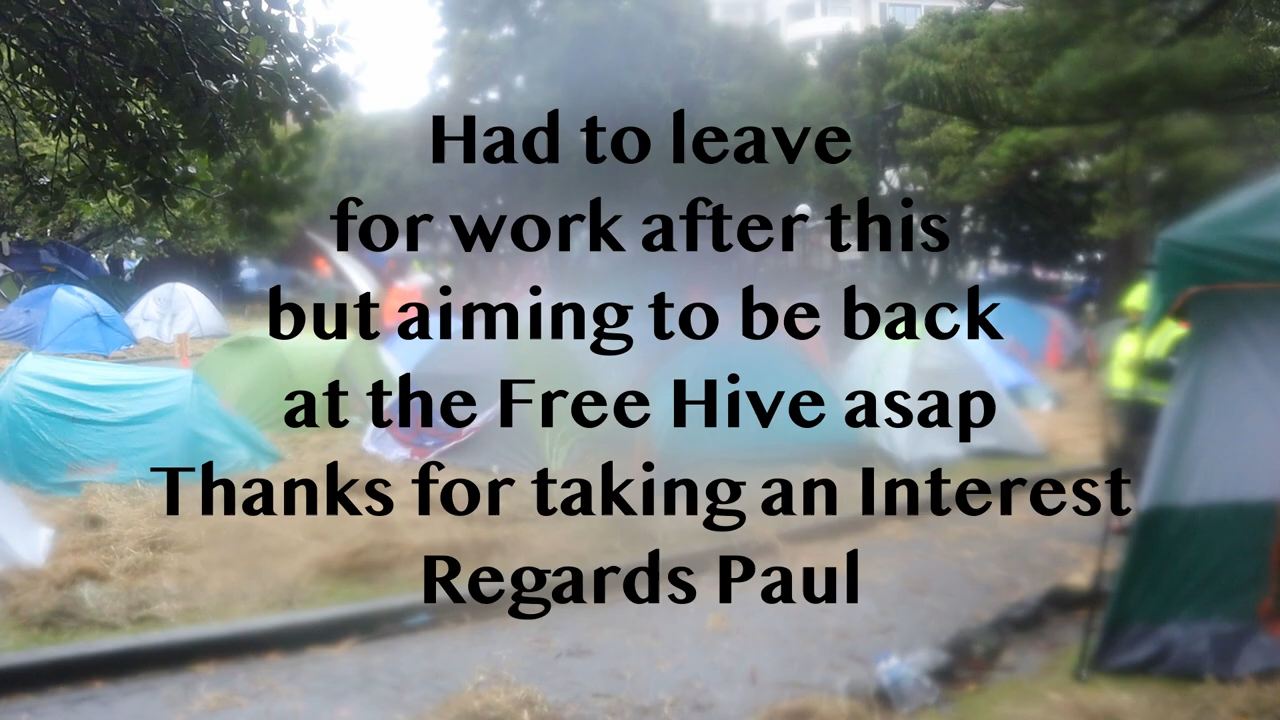 Had to leave
for work after this
but aiming to be back
at the Free Hive asap
Thanks for taking an Interest
Regards Paul